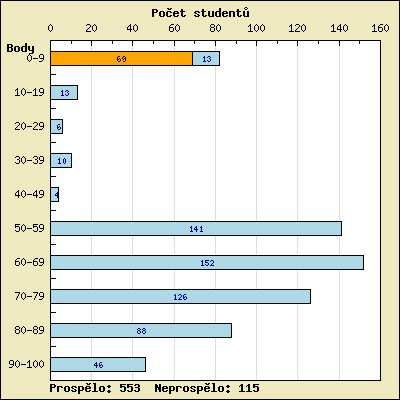 Počet studentů
0 20 40 60 80 100 120 140 160
Body
0-9 69 13
10-19 13
20-29 6
30-39 10
40-49 4
50-59 141
60-69 152
70-79 126
80-89 88
90-100 46
Prospělo: 553 Neprospělo: 115